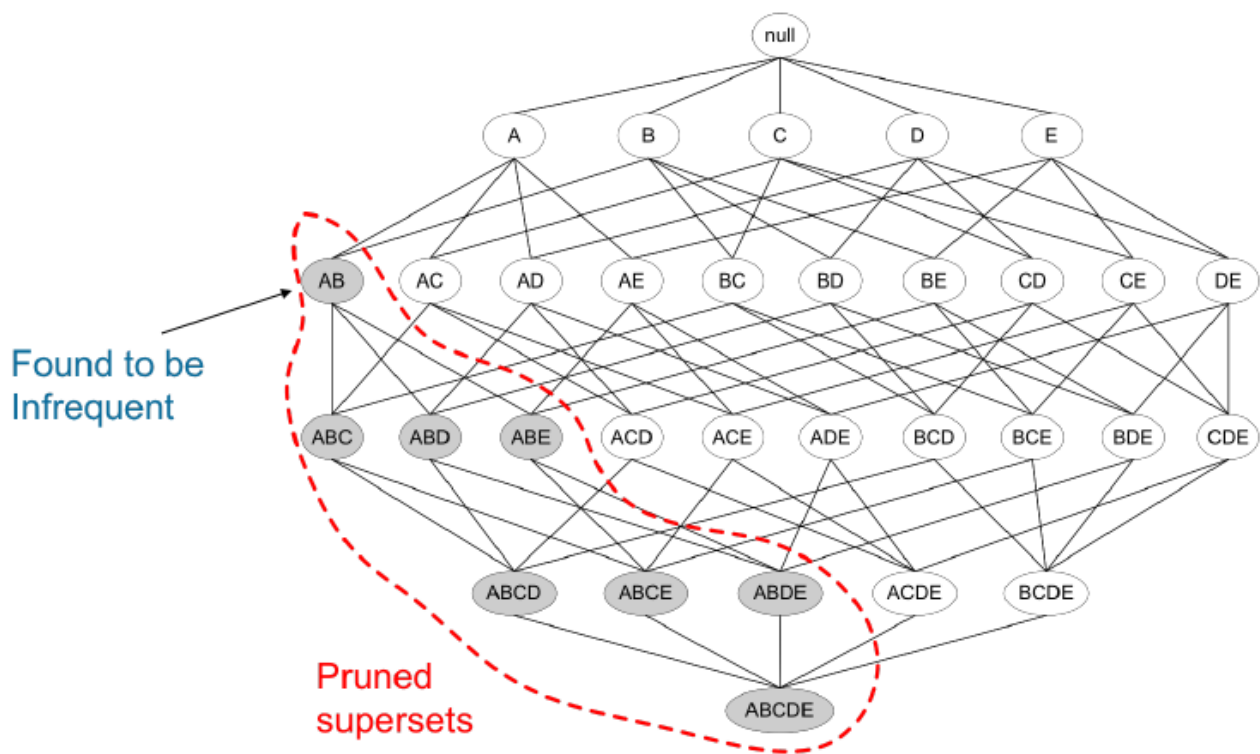 null
A B C D E
AB AC AD AE BC BD BE CD CE DE
Found to be
Infrequent
ABC ABD ABE ACD ACE ADE BCD BCE BDE CDE
ABCD ABCE ABDE ACDE BCDE
Pruned
supersets
ABCDE